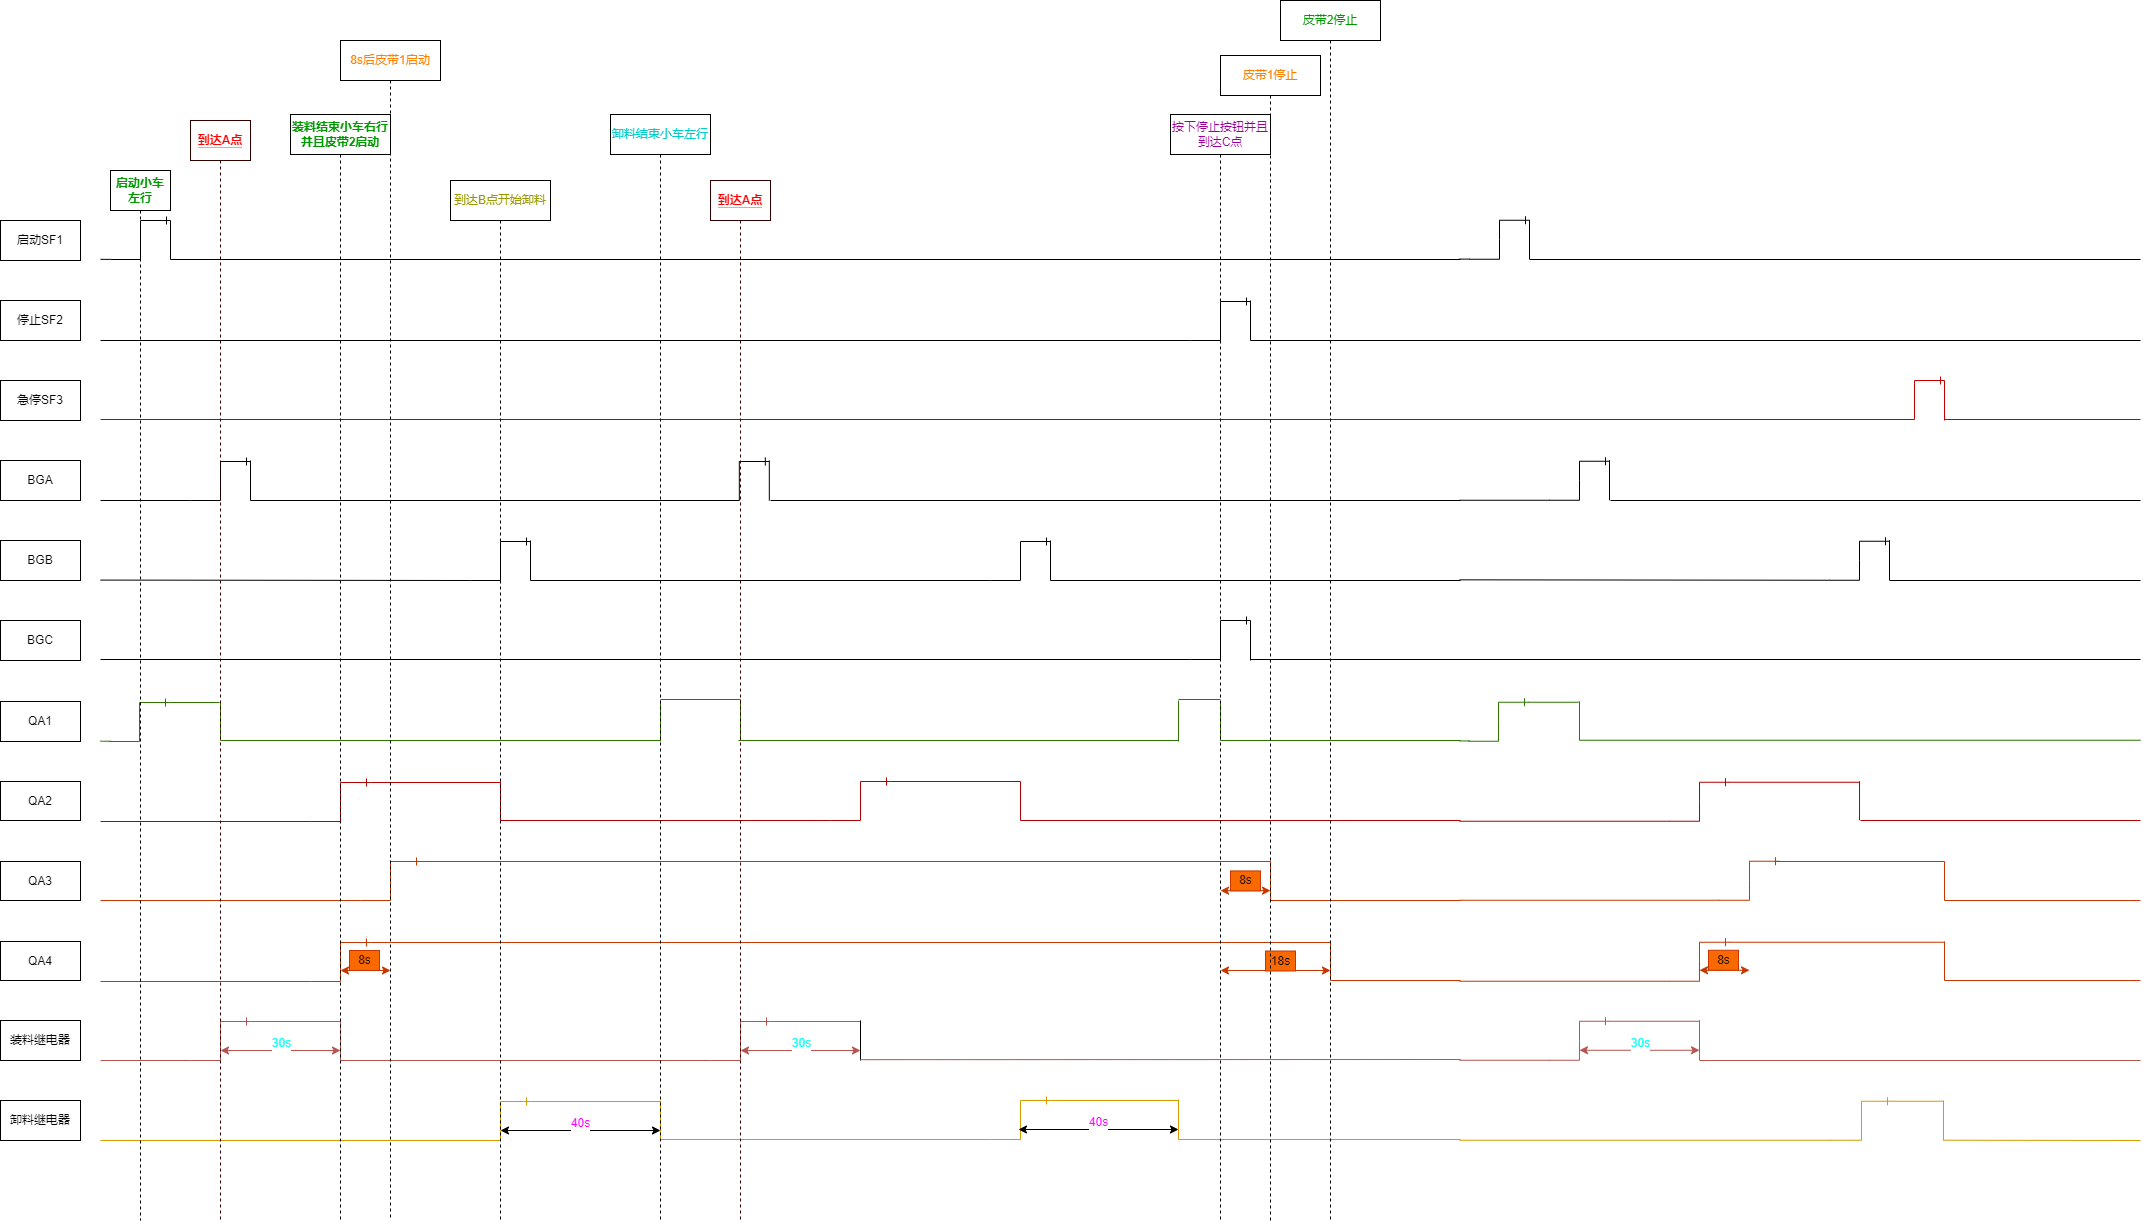 皮带2停止
8s后皮带1启动
皮带1停止
到达A点
装料结束小车右行
并且皮带2启动
卸料结束小车左行
按下停止按钮并且
到达C点
启动小车
左行
到达B点开始卸料
到达A点
启动SF1
停止SF2
急停SF3
BGA
BGB
BGC
QA1
QA2
QA3
8s
QA4
8s
18s
8s
装料继电器
30s
30s
30s
卸料继电器
40s
40s